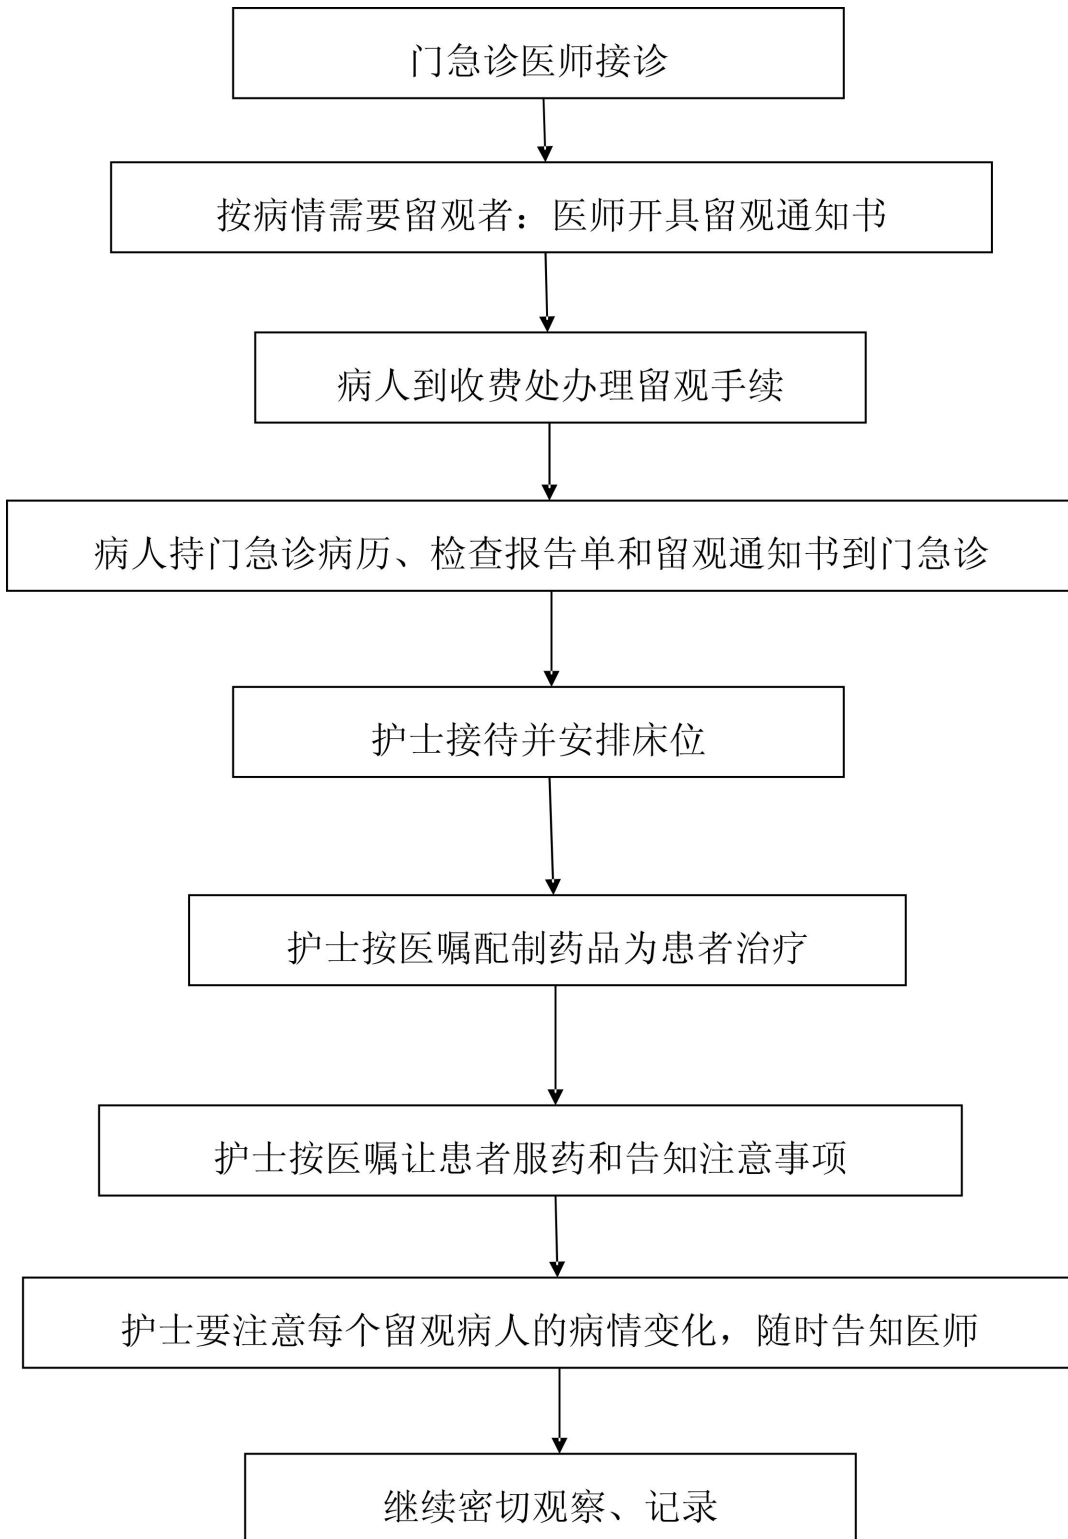 门急诊医师接诊
按病情需要留观者：医师开具留观通知书
病人到收费处办理留观手续
病人持门急诊病历、检查报告单和留观通知书到门急诊
护士接待并安排床位
护士按医嘱配制药品为患者治疗
护士按医嘱让患者服药和告知注意事项
护士要注意每个留观病人的病情变化，随时告知医师
继续密切观察、记录